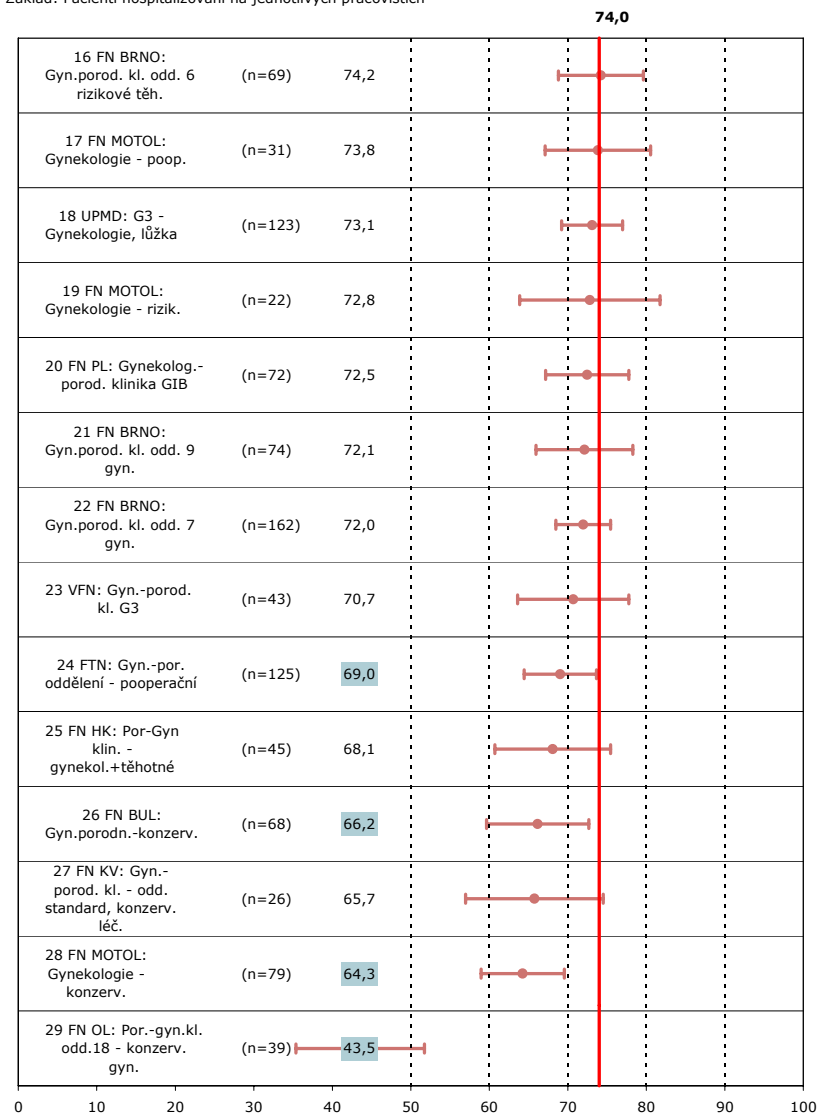 74,0
16 FN BRNO:
Gyn.porod. kl. odd. 6 (n=69) 74,2
rizikové těh.
17 FN MOTOL:
Gynekologie - poop. (n=31) 73,8
18 UPMD: G3 -
Gynekologie, lůžka (n=123) 73,1
19 FN MOTOL:
Gynekologie - rizik. (n=22) 72,8
20 FN PL: Gynekolog.-
porod. klinika GIB (n=72) 72,5
21 FN BRNO:
Gyn.porod. kl. odd. 9 (n=74) 72,1
gyn.
22 FN BRNO:
Gyn.porod. kl. odd. 7 (n=162) 72,0
gyn.
23 VFN: Gyn.-porod.
kl. G3 (n=43) 70,7
24 FTN: Gyn.-por.
oddělení - pooperační (n=125) 69,0
25 FN HK: Por-Gyn
klin. - (n=45) 68,1
gynekol.+těhotné
26 FN BUL:
Gyn.porodn.-konzerv. (n=68) 66,2
27 FN KV: Gyn.-
porod. kl. - odd. (n=26) 65,7
standard, konzerv.
léč.
28 FN MOTOL:
Gynekologie - (n=79) 64,3
konzerv.
29 FN OL: Por.-gyn.kl.
odd.18 - konzerv. (n=39) 43,5
gyn.
0 10 20 30 40 50 60 70 80 90 100